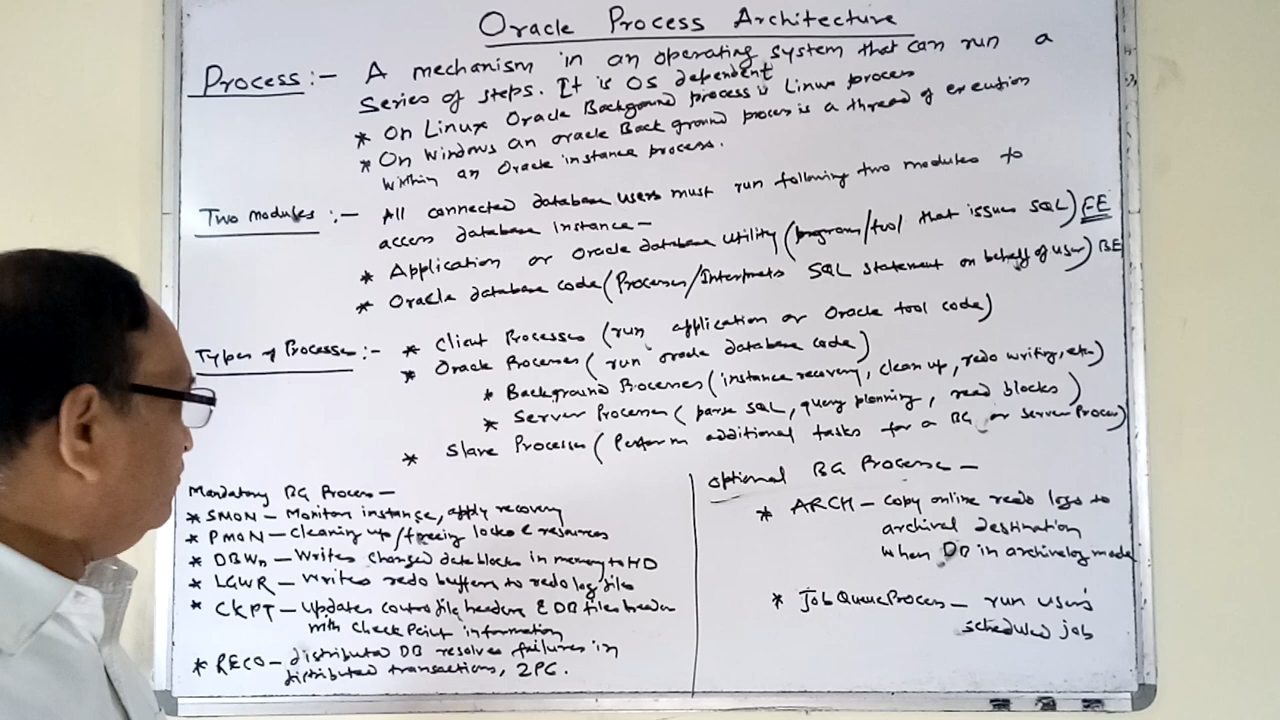 Oracle Process Architecture
Process:- A mechanism in an operating system that can run a
series of steps. It is OS dependent
* On Linux Oracle Background process is Linux process
* On Windows an oracle Back ground process is a thread of execution
within an Oracle instance process.
Two modules :- All connected database users must run following two modules to
access database instance -
* Application or Oracle database utility (program/tool that issues SQL) FE
* Oracle database code (Processes/Interprets SQL statement on behalf of user) BE
Types of Processes :- * Client Processes (run application or Oracle tool code)
* Oracle Processes (run oracle database code)
* Background Processes (instance recovery, clean up, redo writing, etc)
* Server Processes (parse SQL, query planning, read blocks)
* Slave Processes (Perform additional tasks for a BG or server Process)
Mandatory BG Process -
* SMON - Monitors instance, apply recovery
* PMON - Cleaning up/freeing locks & resources
* DBWn - Writes changed data blocks in memory to HD
* LGWR - Writes redo buffers to redo log files
* CKPT - Updates control file headers & DB files header
with Check Point information
* RECO - distributed DB resolves failures in
distributed transactions, 2PC.
Optional BG Processes -
* ARCH - copy online redo logs to
archival destination
when DB in archivelog mode
* Job Queue Process - run user's
scheduled job